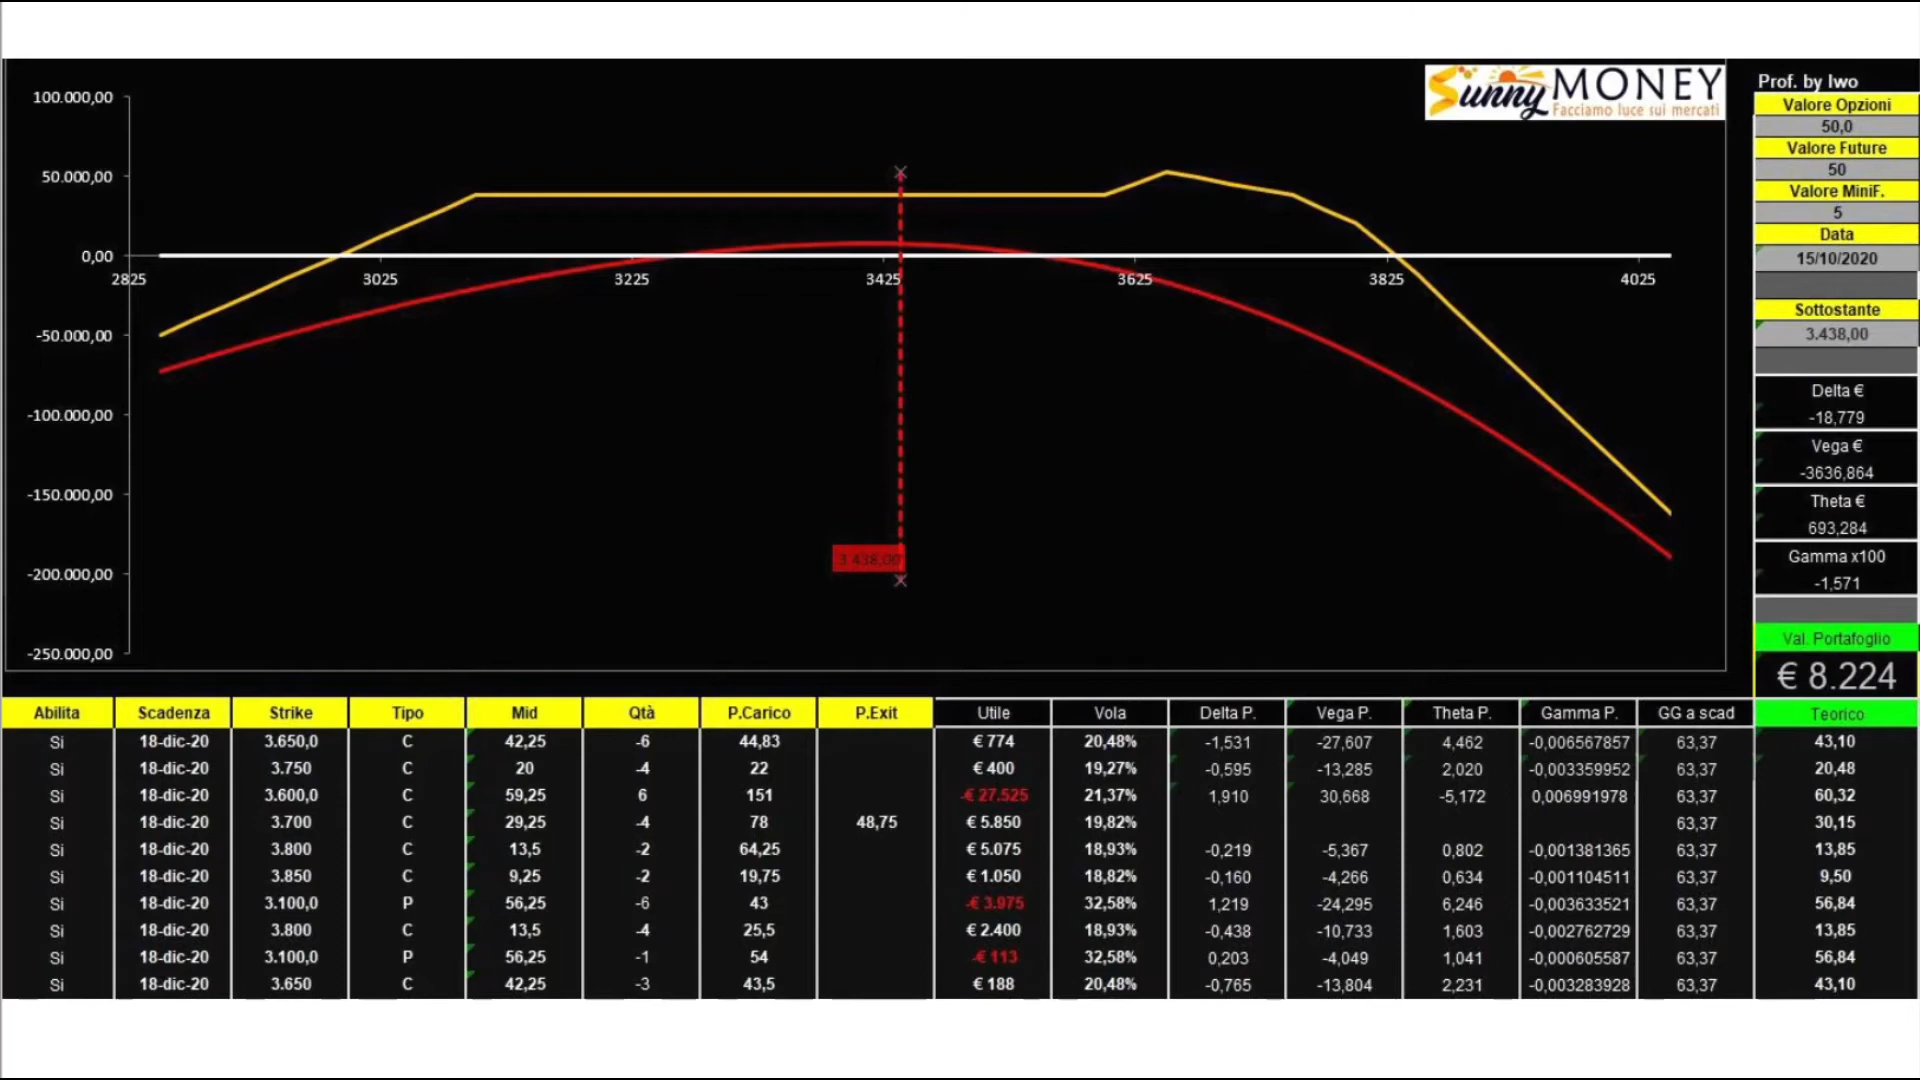 Sunny MONEY
Facciamo luce sui mercati
100.000,00
50.000,00
0,00
-50.000,00
-100.000,00
-150.000,00
-200.000,00
-250.000,00
2825 3025 3225 3425 3625 3825 4025
3.438,00
Prof. by Iwo
Valore Opzioni
50,0
Valore Future
50
Valore MiniF.
5
Data
15/10/2020
Sottostante
3.438,00
Delta €
-18,779
Vega €
-3636,864
Theta €
693,284
Gamma x100
-1,571
Val. Portafoglio
€ 8.224
Abilita Scadenza Strike Tipo Mid Qtà P.Carico P.Exit Utile Vola Delta P. Vega P. Theta P. Gamma P. GG a scad Teorico
Si 18-dic-20 3.650,0 C 42,25 -6 44,83 € 774 20,48% -1,531 -27,607 4,462 -0,006567857 63,37 43,10
Si 18-dic-20 3.750 C 20 -4 22 € 400 19,27% -0,595 -13,285 2,020 -0,003359952 63,37 20,48
Si 18-dic-20 3.600,0 C 59,25 6 151 -€ 27.525 21,37% 1,910 30,668 -5,172 0,006991978 63,37 60,32
Si 18-dic-20 3.700 C 29,25 -4 78 48,75 € 5.850 19,82% 63,37 30,15
Si 18-dic-20 3.800 C 13,5 -2 64,25 € 5.075 18,93% -0,219 -5,367 0,802 -0,001381365 63,37 13,85
Si 18-dic-20 3.850 C 9,25 -2 19,75 € 1.050 18,82% -0,160 -4,266 0,634 -0,001104511 63,37 9,50
Si 18-dic-20 3.100,0 P 56,25 -6 43 -€ 3.975 32,58% 1,219 -24,295 6,246 -0,003633521 63,37 56,84
Si 18-dic-20 3.800 C 13,5 -4 25,5 € 2.400 18,93% -0,438 -10,733 1,603 -0,002762729 63,37 13,85
Si 18-dic-20 3.100,0 P 56,25 -1 54 -€ 113 32,58% 0,203 -4,049 1,041 -0,000605587 63,37 56,84
Si 18-dic-20 3.650 C 42,25 -3 43,5 € 188 20,48% -0,765 -13,804 2,231 -0,003283928 63,37 43,10